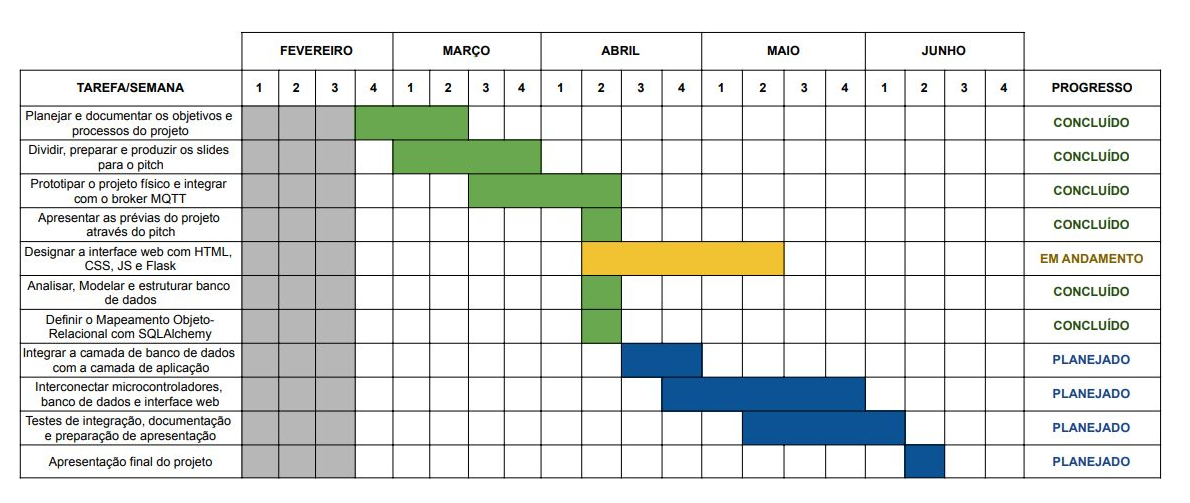 FEVEREIRO MARÇO ABRIL MAIO JUNHO
TAREFA/SEMANA 1 2 3 4 1 2 3 4 1 2 3 4 1 2 3 4 1 2 3 4 PROGRESSO
Planejar e documentar os objetivos e
processos do projeto
CONCLUÍDO
Dividir, preparar e produzir os slides
para o pitch
CONCLUÍDO
Prototipar o projeto físico e integrar
com o broker MQTT
CONCLUÍDO
Apresentar as prévias do projeto
através do pitch
CONCLUÍDO
Designar a interface web com HTML,
CSS, JS e Flask
EM ANDAMENTO
Analisar, Modelar e estruturar banco
de dados
CONCLUÍDO
Definir o Mapeamento Objeto-
Relacional com SQLAlchemy
CONCLUÍDO
Integrar a camada de banco de dados
com a camada de aplicação
PLANEJADO
Interconectar microcontroladores,
banco de dados e interface web
PLANEJADO
Testes de integração, documentação
e preparação de apresentação
PLANEJADO
Apresentação final do projeto
PLANEJADO